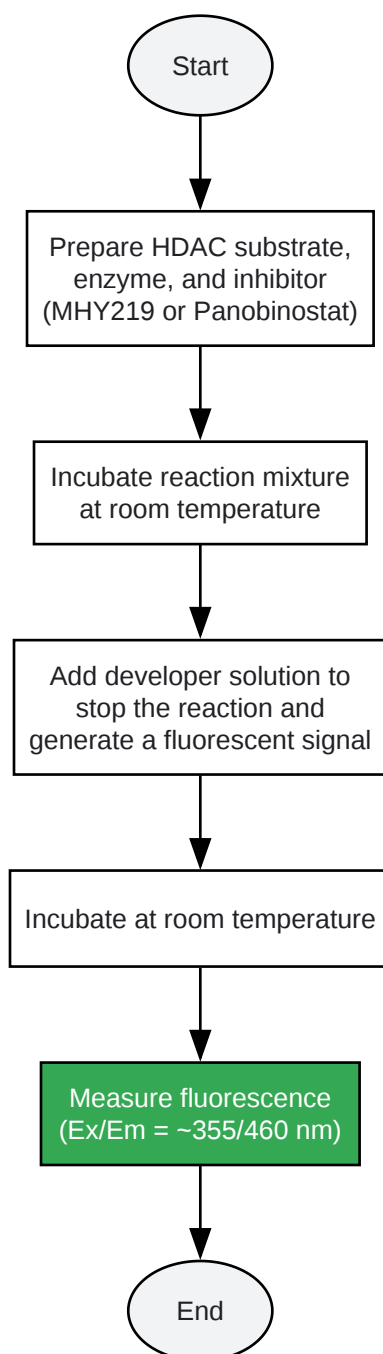 Start
Prepare HDAC substrate,
enzyme, and inhibitor
(MHY219 or Panobinostat)
Incubate reaction mixture
at room temperature
Add developer solution to
stop the reaction and
generate a fluorescent signal
Incubate at room temperature
Measure fluorescence
(Ex/Em = ~355/460 nm)
End